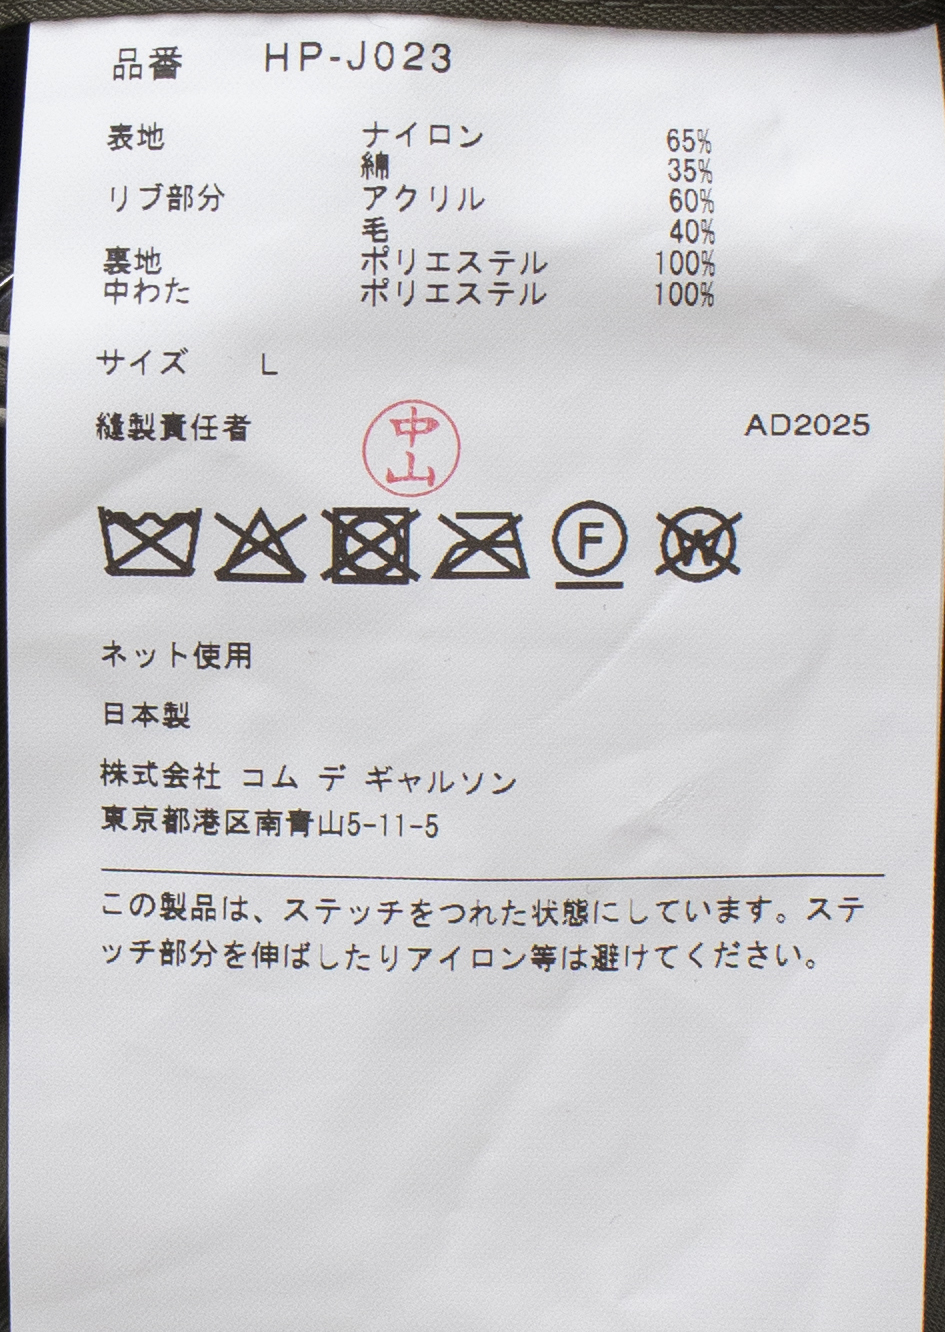 品番 HP-J023
表地 ナイロン 65%
綿 35%
リブ部分 アクリル 60%
毛 40%
裏地 ポリエステル 100%
中わた ポリエステル 100%
サイズ L
縫製責任者 中山 AD2025
F W
ネット使用
日本製
株式会社 コム デ ギャルソン
東京都港区南青山5-11-5
この製品は、ステッチをつれた状態にしています。ステ
ッチ部分を伸ばしたりアイロン等は避けてください。